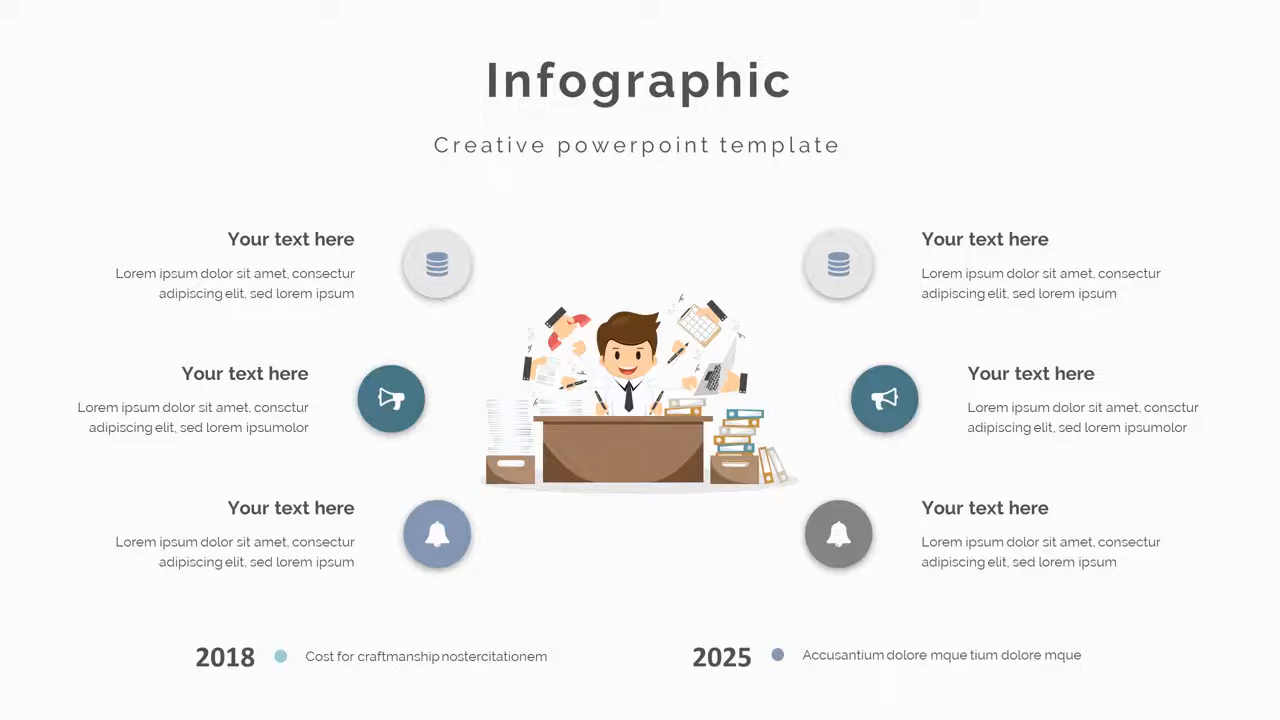 Infographic
Creative powerpoint template
Your text here
Lorem ipsum dolor sit amet, consectur
adipiscing elit, sed lorem ipsum
Your text here
Lorem ipsum dolor sit amet, consctur
adipiscing elit, sed lorem ipsumolor
Your text here
Lorem ipsum dolor sit amet, consectur
adipiscing elit, sed lorem ipsum
Your text here
Lorem ipsum dolor sit amet, consectur
adipiscing elit, sed lorem ipsum
Your text here
Lorem ipsum dolor sit amet, consctur
adipiscing elit, sed lorem ipsumolor
Your text here
Lorem ipsum dolor sit amet, consectur
adipiscing elit, sed lorem ipsum
2018 Cost for craftmanship nostercitationem
2025 Accusantium dolore mque tium dolore mque